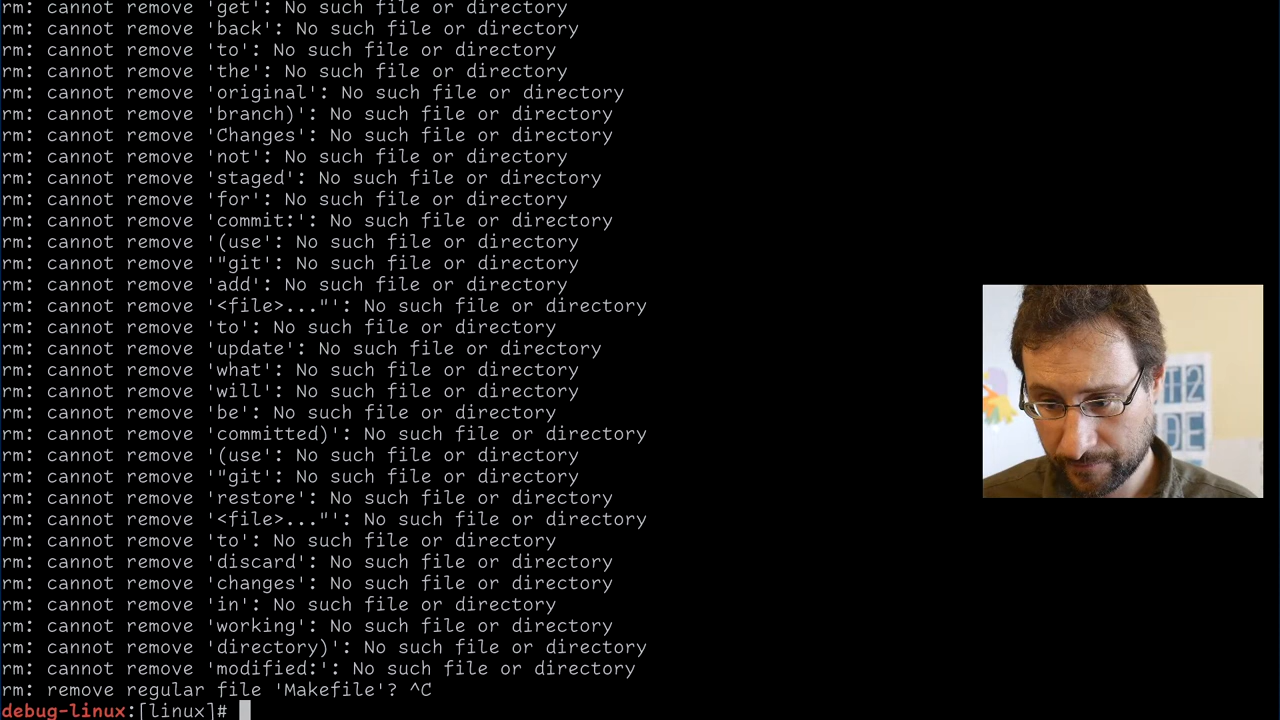 rm: cannot remove 'get': No such file or directory
rm: cannot remove 'back': No such file or directory
rm: cannot remove 'to': No such file or directory
rm: cannot remove 'the': No such file or directory
rm: cannot remove 'original': No such file or directory
rm: cannot remove 'branch)': No such file or directory
rm: cannot remove 'Changes': No such file or directory
rm: cannot remove 'not': No such file or directory
rm: cannot remove 'staged': No such file or directory
rm: cannot remove 'for': No such file or directory
rm: cannot remove 'commit:': No such file or directory
rm: cannot remove '(use': No such file or directory
rm: cannot remove '"git': No such file or directory
rm: cannot remove 'add': No such file or directory
rm: cannot remove '<file>..."': No such file or directory
rm: cannot remove 'to': No such file or directory
rm: cannot remove 'update': No such file or directory
rm: cannot remove 'what': No such file or directory
rm: cannot remove 'will': No such file or directory
rm: cannot remove 'be': No such file or directory
rm: cannot remove 'committed)': No such file or directory
rm: cannot remove '(use': No such file or directory
rm: cannot remove '"git': No such file or directory
rm: cannot remove 'restore': No such file or directory
rm: cannot remove '<file>..."': No such file or directory
rm: cannot remove 'to': No such file or directory
rm: cannot remove 'discard': No such file or directory
rm: cannot remove 'changes': No such file or directory
rm: cannot remove 'in': No such file or directory
rm: cannot remove 'working': No such file or directory
rm: cannot remove 'directory)': No such file or directory
rm: cannot remove 'modified:': No such file or directory
rm: remove regular file 'Makefile'? ^C
debug-linux:[linux]#